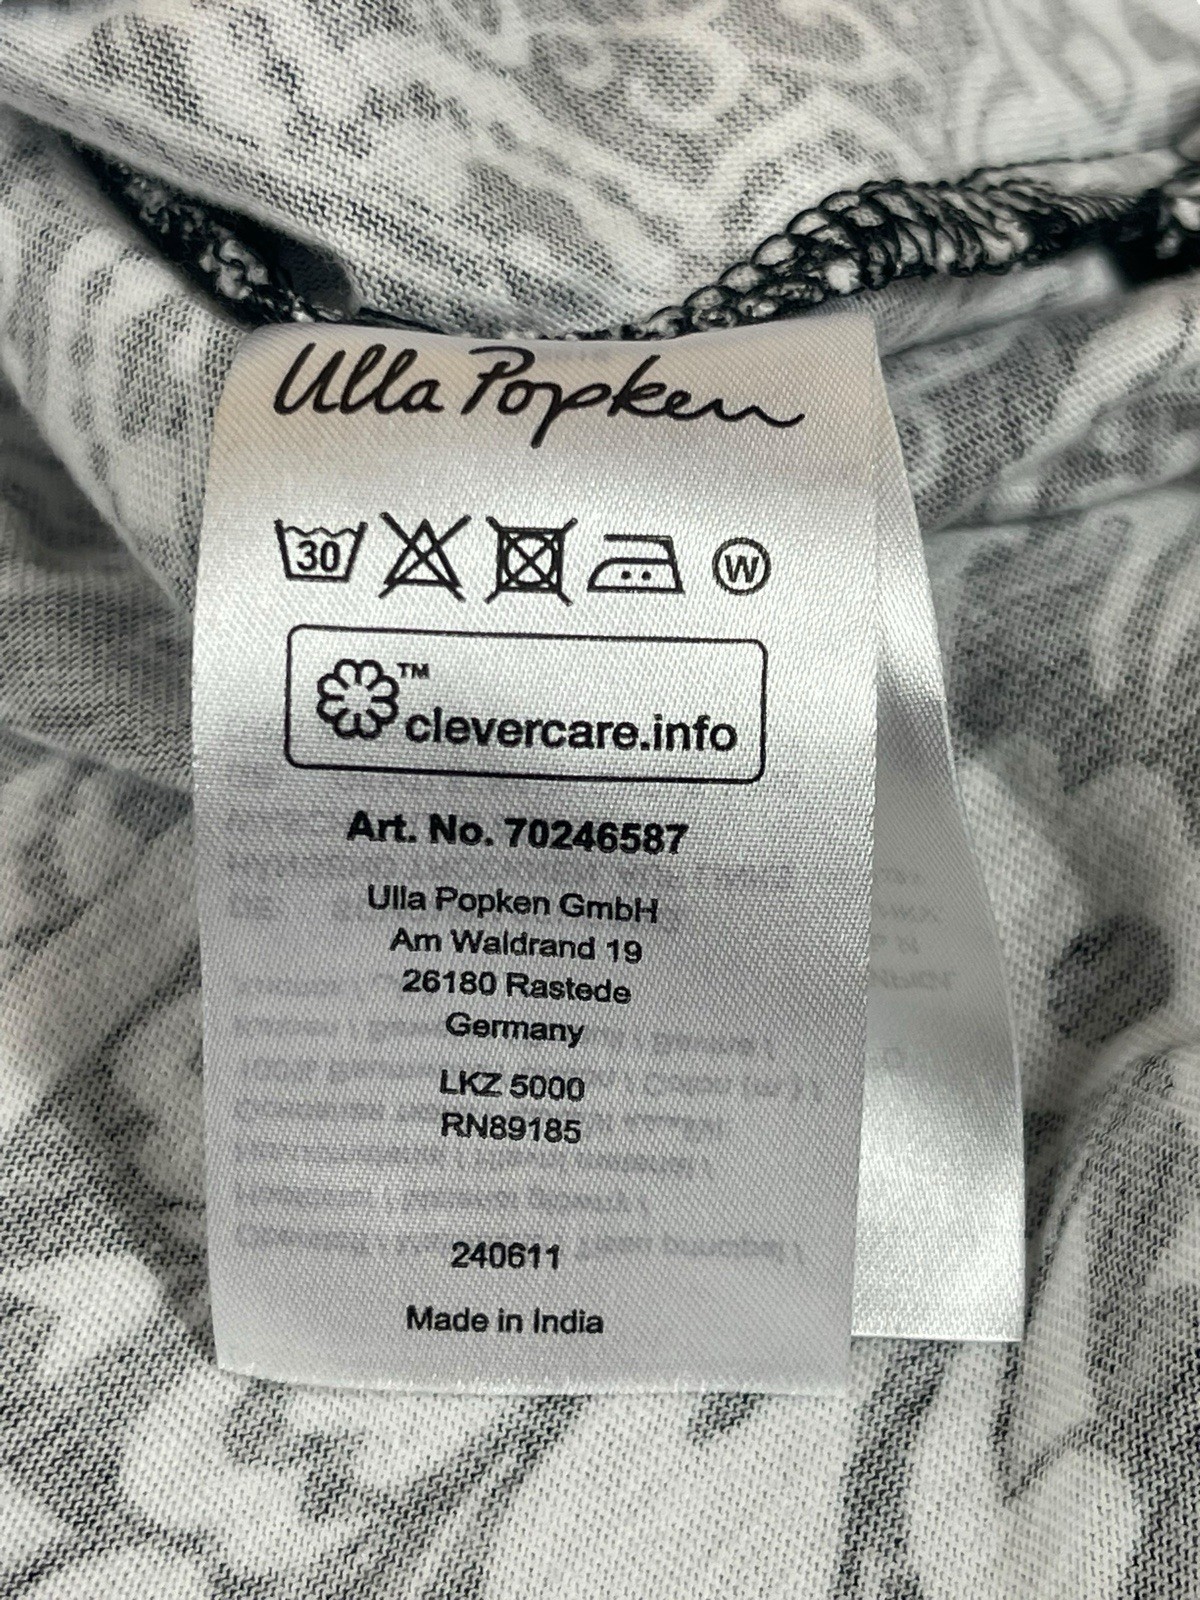 Ulla Popken
30
W
TM
clevercare.info
Art. No. 70246587
Ulla Popken GmbH
Am Waldrand 19
26180 Rastede
Germany
LKZ 5000
RN89185
240611
Made in India